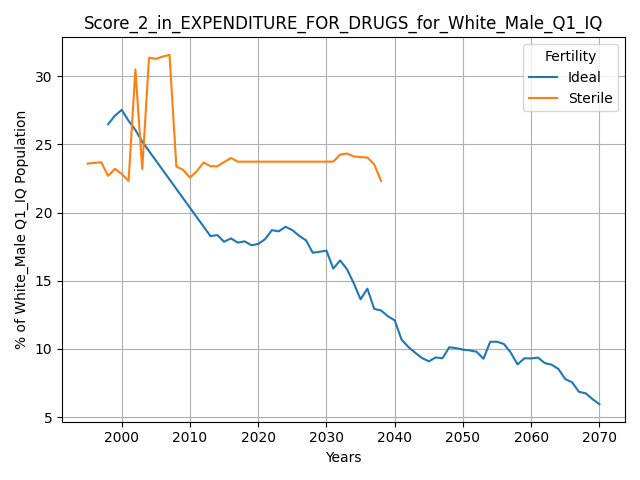 Score_2_in_EXPENDITURE_FOR_DRUGS_for_White_Male_Q1_IQ
Fertility
Ideal
Sterile
% of White_Male Q1_IQ Population
30
25
20
15
10
5
2000 2010 2020 2030 2040 2050 2060 2070
Years